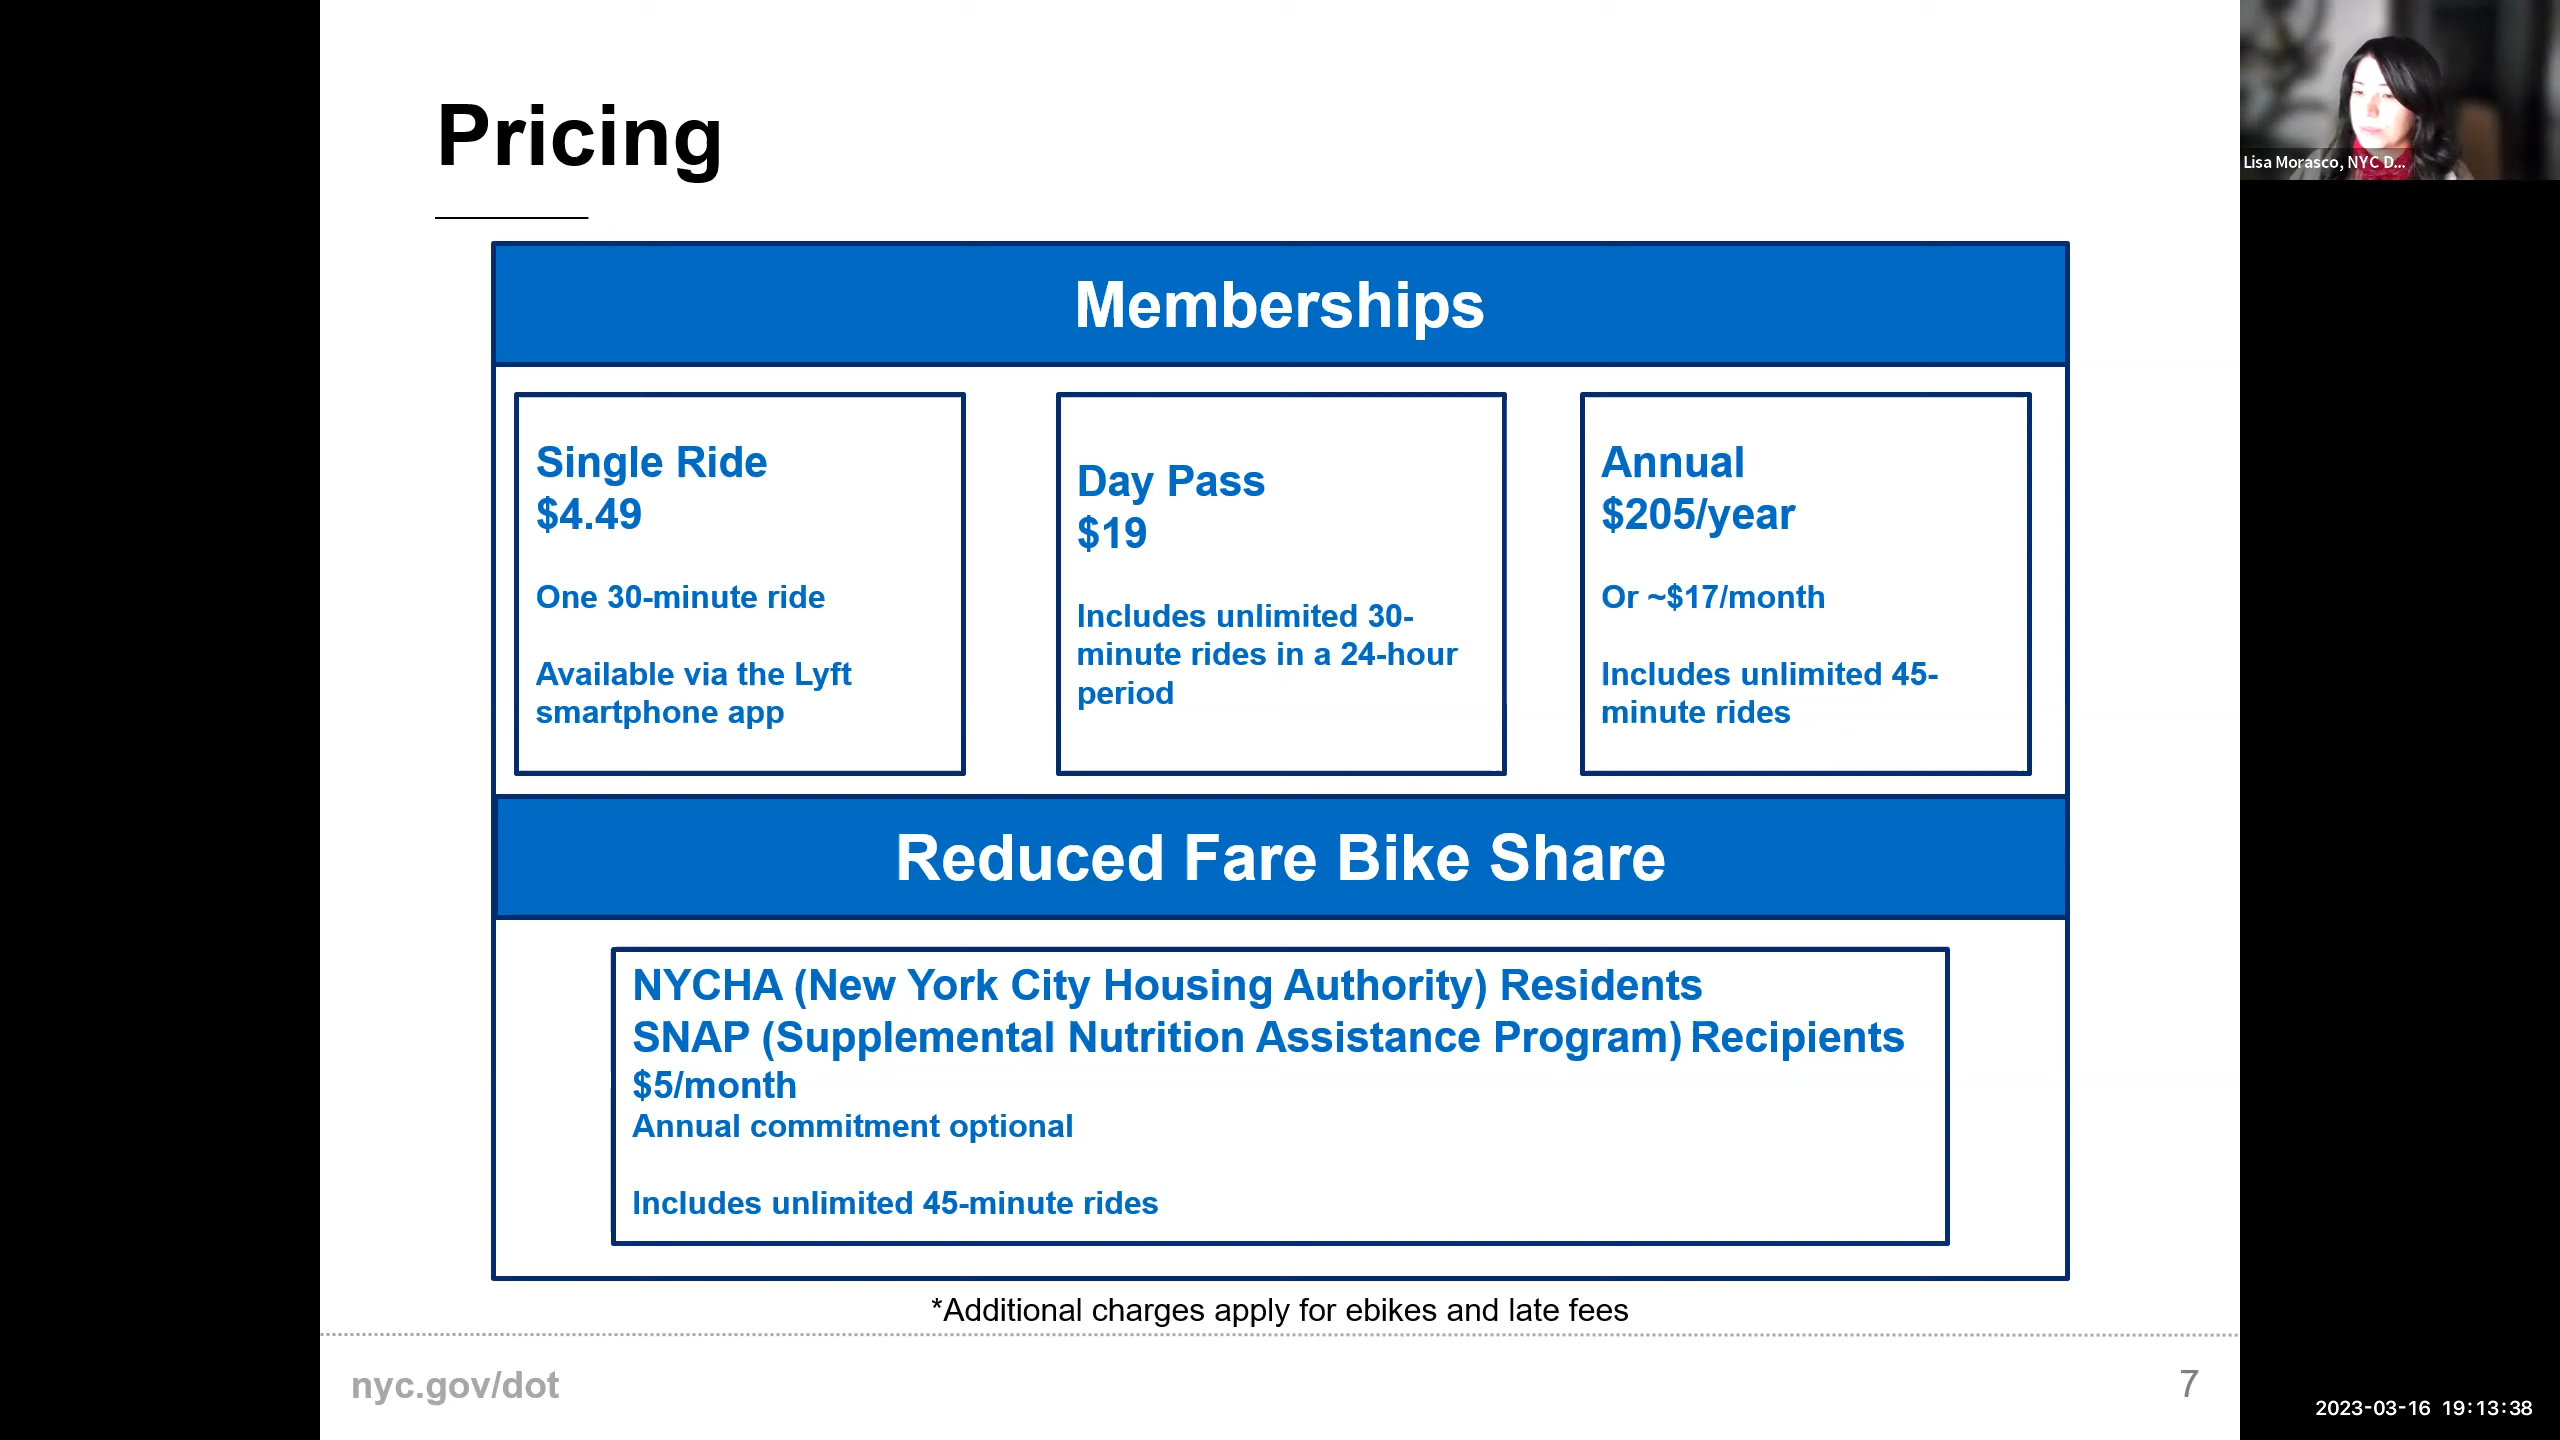 Pricing
Lisa Morasco, NYC D...
Memberships
Single Ride
$4.49
One 30-minute ride
Available via the Lyft
smartphone app
Day Pass
$19
Includes unlimited 30-
minute rides in a 24-hour
period
Annual
$205/year
Or ~$17/month
Includes unlimited 45-
minute rides
Reduced Fare Bike Share
NYCHA (New York City Housing Authority) Residents
SNAP (Supplemental Nutrition Assistance Program) Recipients
$5/month
Annual commitment optional
Includes unlimited 45-minute rides
*Additional charges apply for ebikes and late fees
nyc.gov/dot
7
2023-03-16 19:13:38